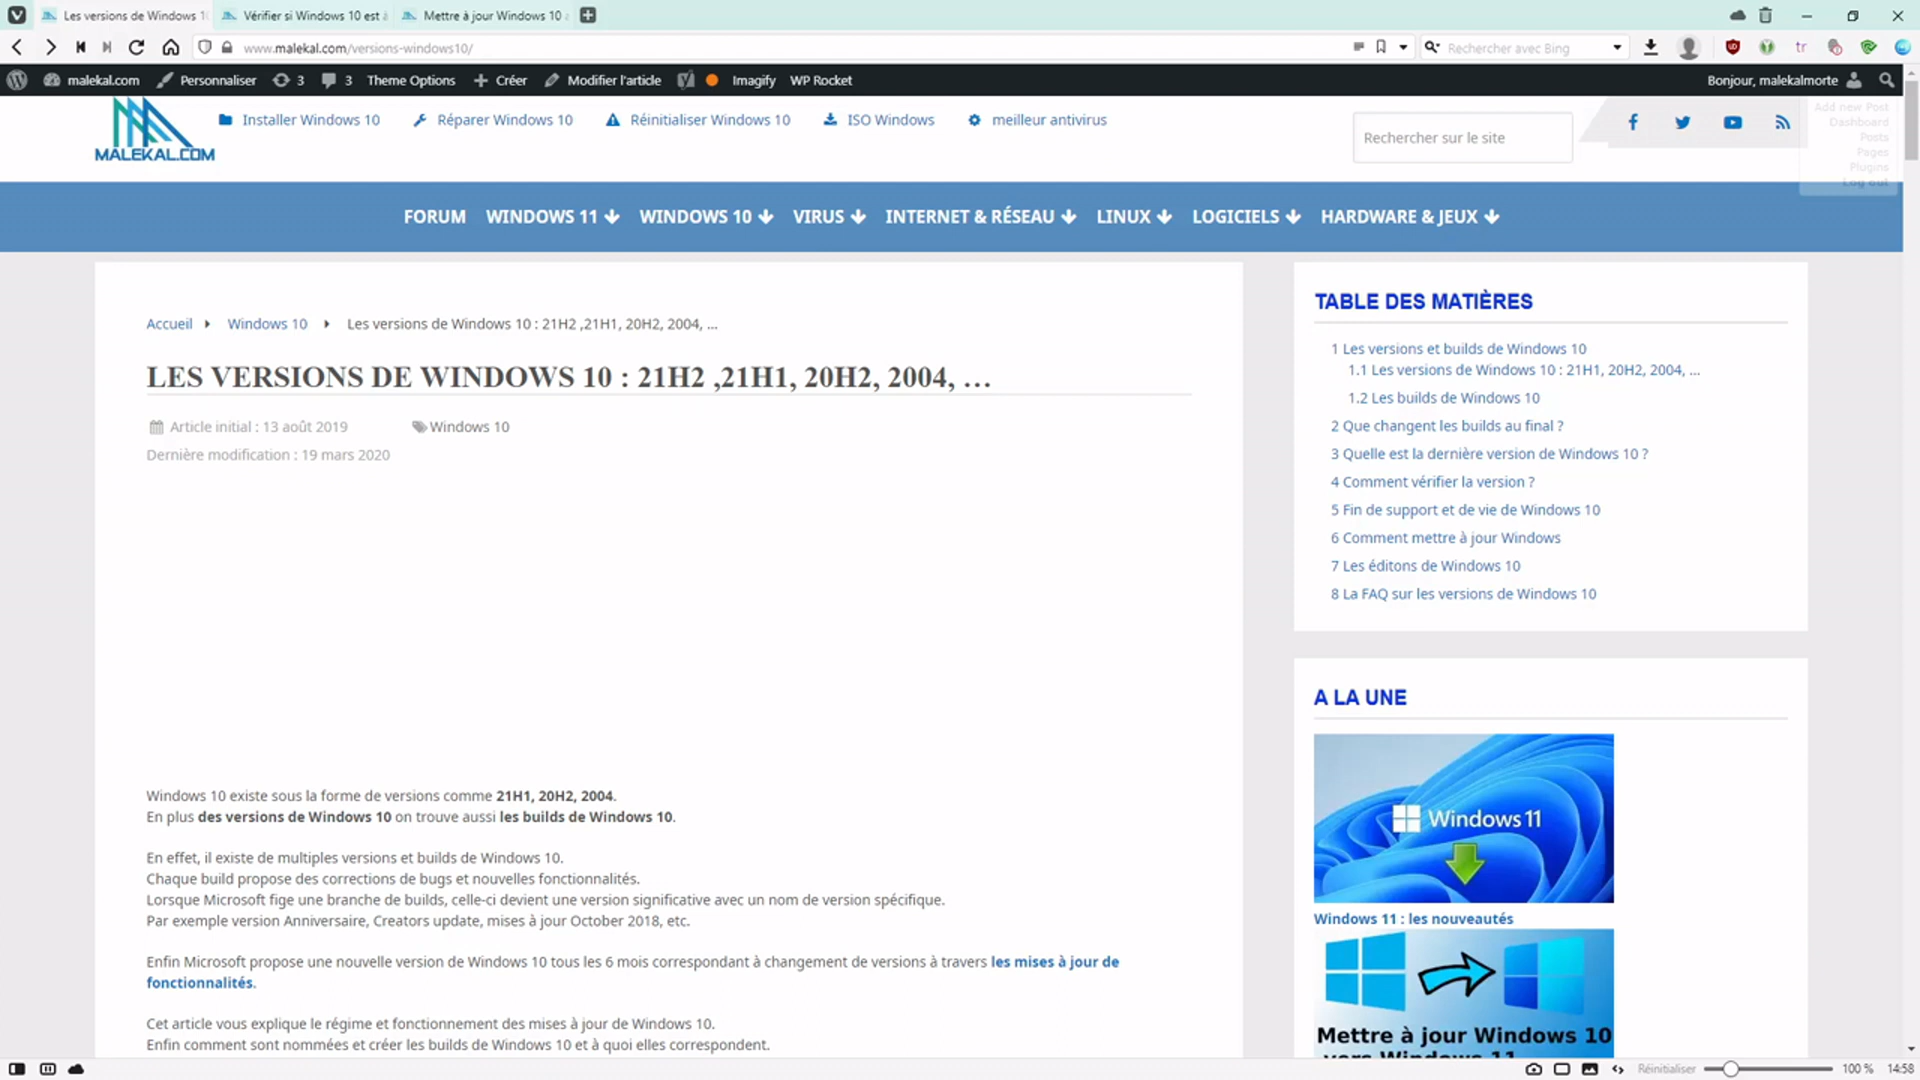 Les versions de Windows 1
Vérifier si Windows 10 est
Mettre à jour Windows 10
www.malekal.com/versions-windows10/
Rechercher avec Bing
tr
malekal.com
Personnaliser
3
3
Theme Options
Créer
Modifier l'article
Imagify
WP Rocket
Bonjour, malekalmorte
MALEKAL.COM
Installer Windows 10
Réparer Windows 10
Réinitialiser Windows 10
ISO Windows
meilleur antivirus
Rechercher sur le site
Add new Post
Dashboard
Posts
Pages
Plugins
Log out
FORUM
WINDOWS 11
WINDOWS 10
VIRUS
INTERNET & RÉSEAU
LINUX
LOGICIELS
HARDWARE & JEUX
Accueil
Windows 10
Les versions de Windows 10 : 21H2 ,21H1, 20H2, 2004, ...
LES VERSIONS DE WINDOWS 10 : 21H2 ,21H1, 20H2, 2004, …
Article initial : 13 août 2019
Windows 10
Dernière modification : 19 mars 2020
Windows 10 existe sous la forme de versions comme 21H1, 20H2, 2004.
En plus des versions de Windows 10 on trouve aussi les builds de Windows 10.
En effet, il existe de multiples versions et builds de Windows 10.
Chaque build propose des corrections de bugs et nouvelles fonctionnalités.
Lorsque Microsoft fige une branche de builds, celle-ci devient une version significative avec un nom de version spécifique.
Par exemple version Anniversaire, Creators update, mises à jour October 2018, etc.
Enfin Microsoft propose une nouvelle version de Windows 10 tous les 6 mois correspondant à changement de versions à travers les mises à jour de
fonctionnalités.
Cet article vous explique le régime et fonctionnement des mises à jour de Windows 10.
Enfin comment sont nommées et créer les builds de Windows 10 et à quoi elles correspondent.
TABLE DES MATIÈRES
1 Les versions et builds de Windows 10
1.1 Les versions de Windows 10 : 21H1, 20H2, 2004, ...
1.2 Les builds de Windows 10
2 Que changent les builds au final ?
3 Quelle est la dernière version de Windows 10 ?
4 Comment vérifier la version ?
5 Fin de support et de vie de Windows 10
6 Comment mettre à jour Windows
7 Les éditons de Windows 10
8 La FAQ sur les versions de Windows 10
A LA UNE
Windows 11
Windows 11 : les nouveautés
Mettre à jour Windows 10
vers Windows 11
Réinitialiser
100 %
14:58